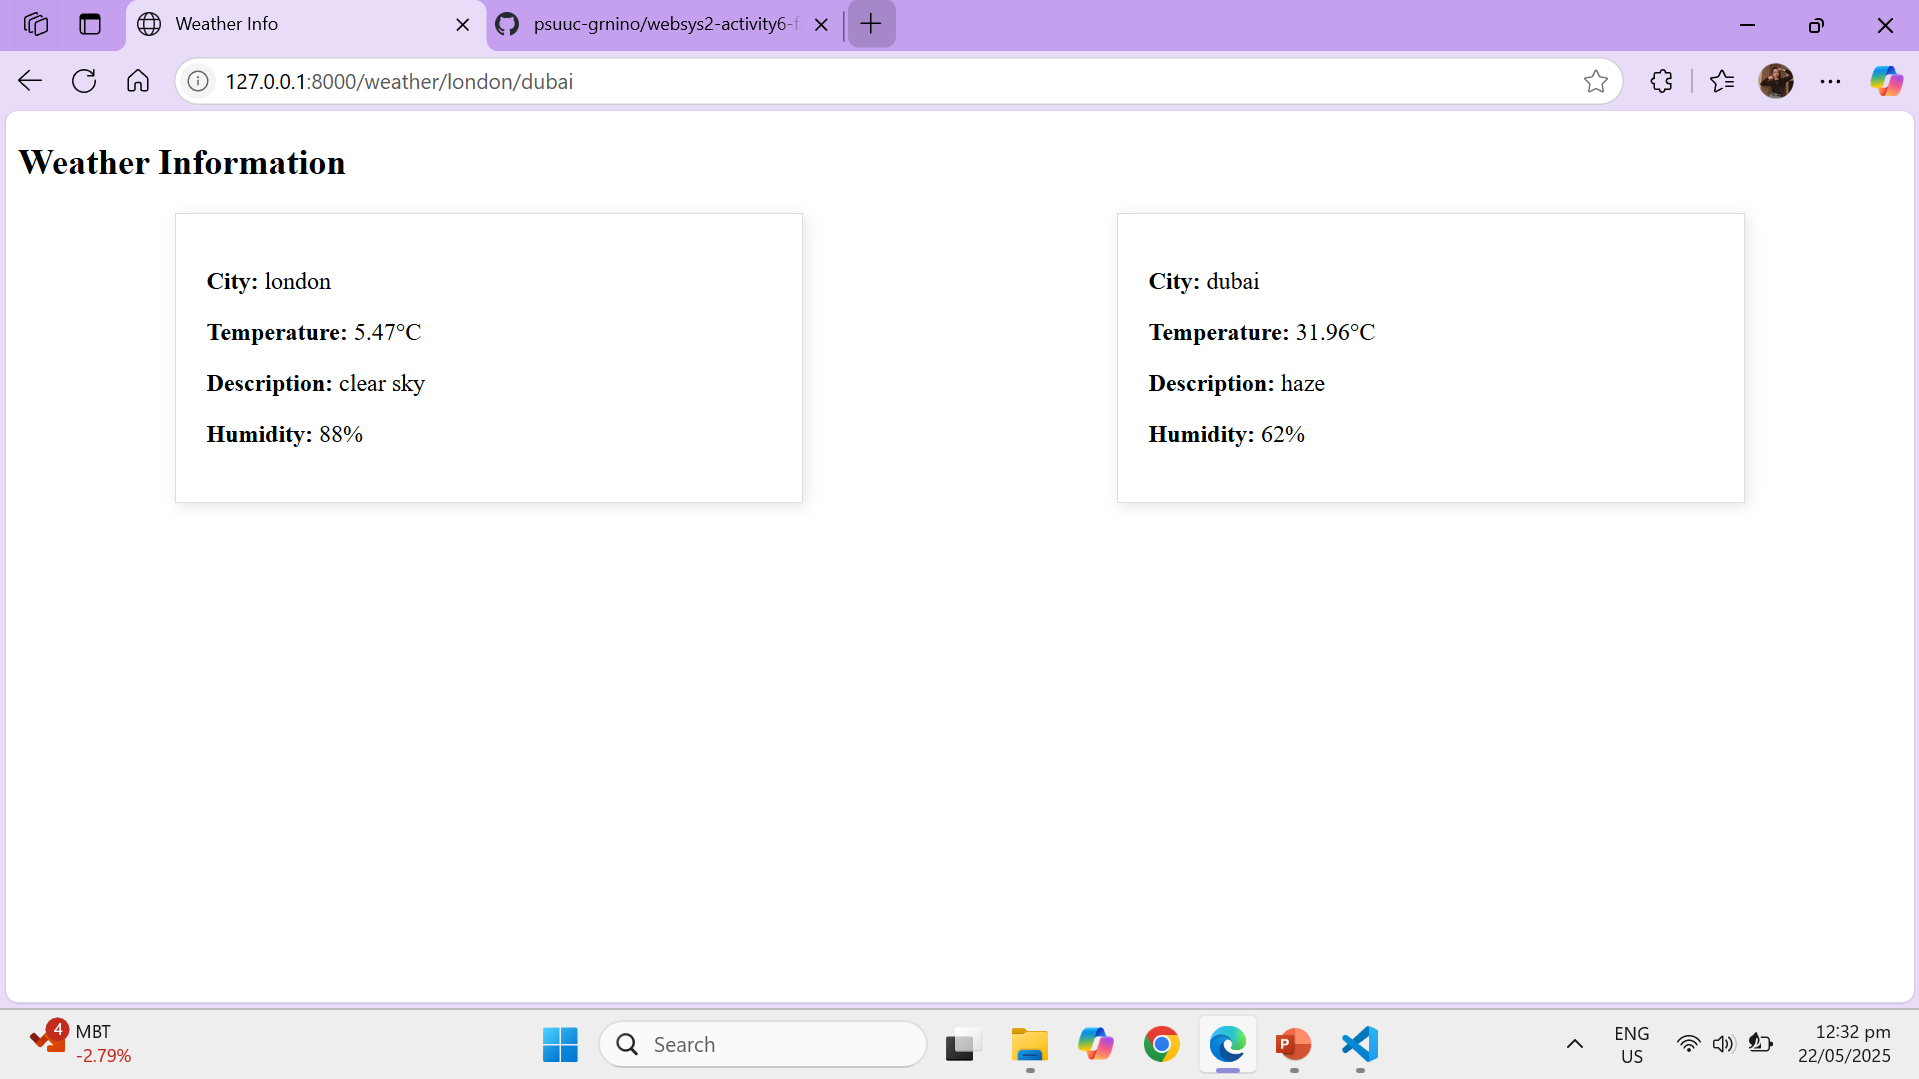 Weather Info
psuuc-grnino/websys2-activity6-f
127.0.0.1:8000/weather/london/dubai
Weather Information
City: london
Temperature: 5.47°C
Description: clear sky
Humidity: 88%
City: dubai
Temperature: 31.96°C
Description: haze
Humidity: 62%
4
MBT
-2.79%
Search
P
ENG
US
12:32 pm
22/05/2025